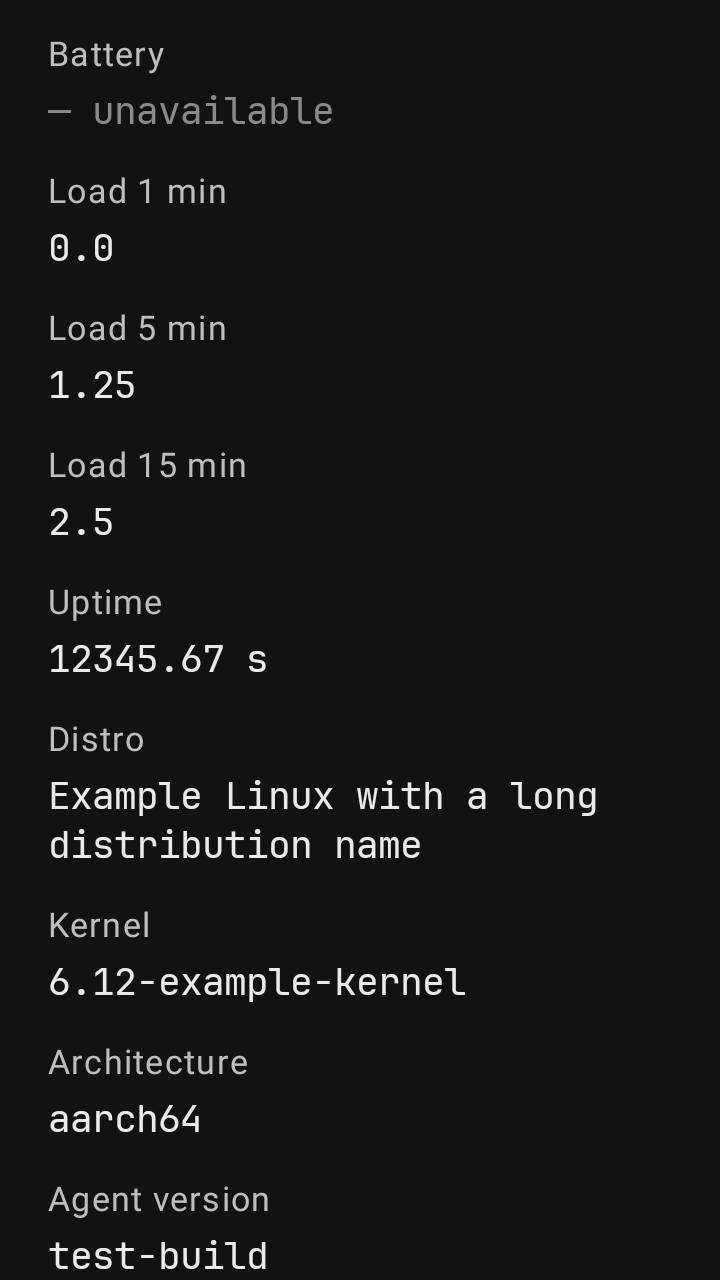 Battery
— unavailable
Load 1 min
0.0
Load 5 min
1.25
Load 15 min
2.5
Uptime
12345.67 s
Distro
Example Linux with a long
distribution name
Kernel
6.12-example-kernel
Architecture
aarch64
Agent version
test-build